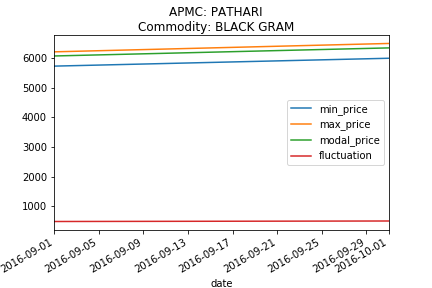 APMC: PATHARI
Commodity: BLACK GRAM
6000
5000
4000
3000
2000
1000
min_price
max_price
modal_price
fluctuation
2016-09-01
2016-09-05
2016-09-09
2016-09-13
2016-09-17
2016-09-21
2016-09-25
2016-09-29
2016-10-01
date